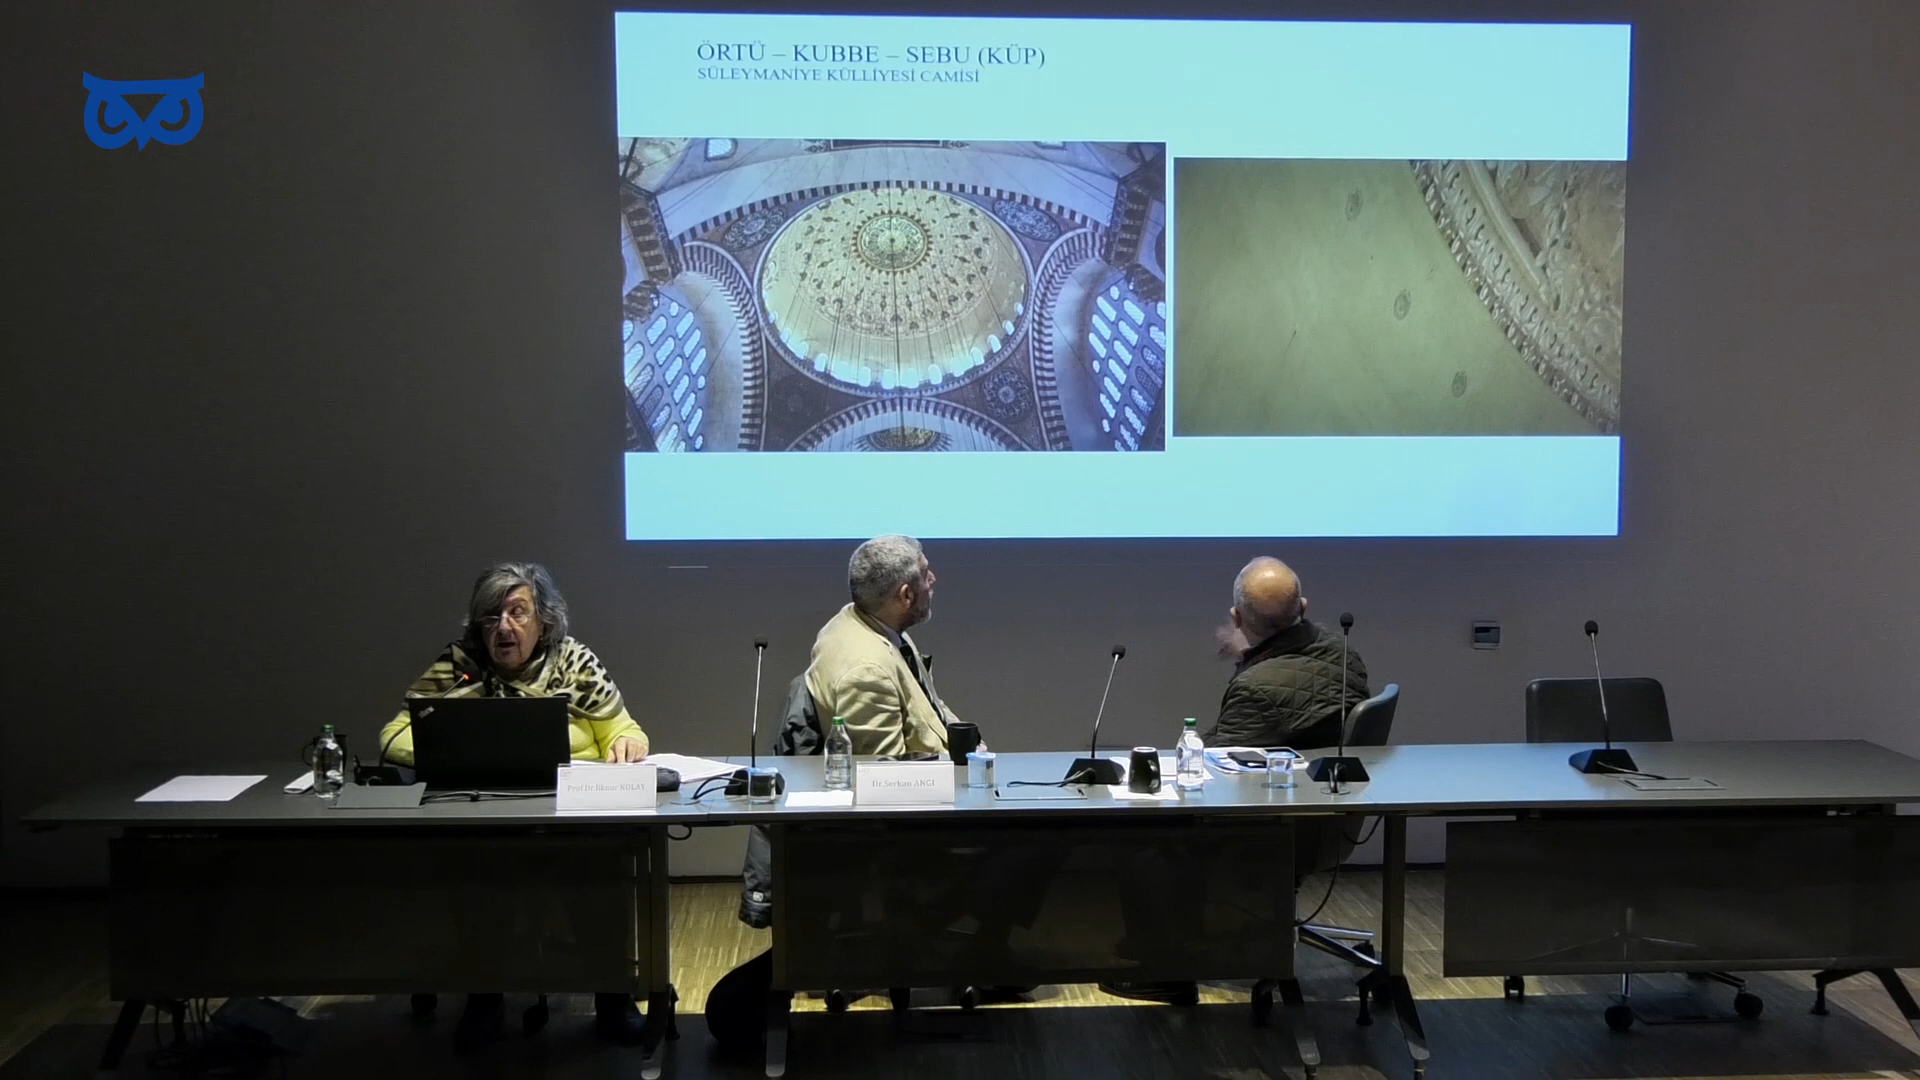 ÖRTÜ – KUBBE – SEBU (KÜP)
SÜLEYMANİYE KÜLLİYESİ CAMİSİ
Prof.Dr.İlknur KOLAY
Dr.Serkan ANGI